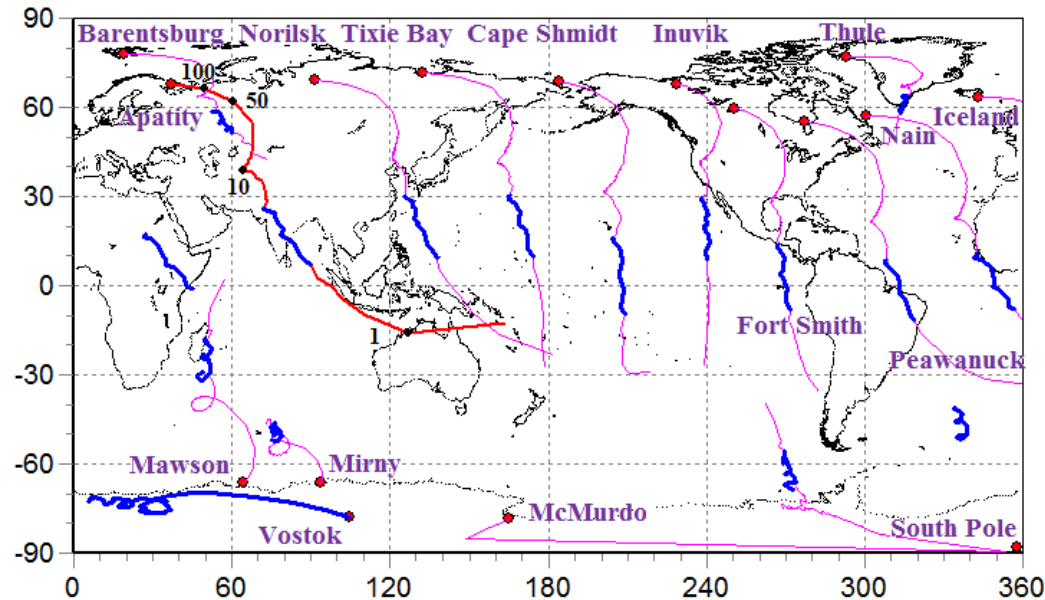 90
Barentsburg Norilsk Tixie Bay Cape Shmidt Inuvik Thule
100
60
50
Apatity
Iceland
Nain
10
30
0
1
Fort Smith
Peawanuck
-30
-60
Mawson
Mirny
McMurdo
Vostok
South Pole
-90
0 60 120 180 240 300 360